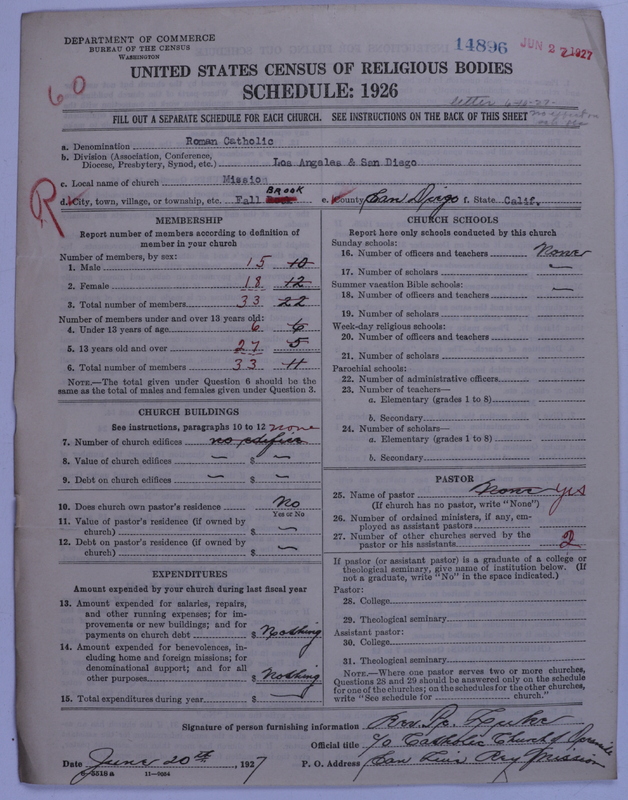 DEPARTMENT OF COMMERCE
BUREAU OF THE CENSUS
WASHINGTON
14896 JUN 22 1927
UNITED STATES CENSUS OF RELIGIOUS BODIES
SCHEDULE: 1926
60
letter 6-11-27-
FILL OUT A SEPARATE SCHEDULE FOR EACH CHURCH. SEE INSTRUCTIONS ON THE BACK OF THIS SHEET
a. Denomination Roman Catholic
b. Division (Association, Conference, Diocese, Presbytery, Synod, etc.) Los Angeles & San Diego
c. Local name of church Mission
R
d. City, town, village, or township, etc. Fall BROOK e. County San Diego f. State Calif.
MEMBERSHIP
Report number of members according to definition of
member in your church
Number of members, by sex:
1. Male 15 10
2. Female 18 12
3. Total number of members 33 22
Number of members under and over 13 years old:
4. Under 13 years of age 6 6
5. 13 years old and over 27 5
6. Total number of members 33 11
NOTE.—The total given under Question 6 should be
same as the total of males and females given under Question 3.
CHURCH BUILDINGS
See instructions, paragraphs 10 to 12 none
7. Number of church edifices no edifice
8. Value of church edifices — $ —
9. Debt on church edifices — $ —
10. Does church own pastor's residence No
Yes or No
11. Value of pastor's residence (if owned by
church) $ —
12. Debt on pastor's residence (if owned by
church) $ —
EXPENDITURES
Amount expended by your church during last fiscal year
13. Amount expended for salaries, repairs,
and other running expenses; for im-
provements or new buildings; and for
payments on church debt $ Nothing
14. Amount expended for benevolences, in-
cluding home and foreign missions; for
denominational support; and for all
other purposes $ Nothing
15. Total expenditures during year $ —
CHURCH SCHOOLS
Report here only schools conducted by this church
Sunday schools:
16. Number of officers and teachers None
17. Number of scholars —
Summer vacation Bible schools:
18. Number of officers and teachers —
19. Number of scholars
Week-day religious schools:
20. Number of officers and teachers
21. Number of scholars
Parochial schools:
22. Number of administrative officers
23. Number of teachers—
a. Elementary (grades 1 to 8)
b. Secondary
24. Number of scholars—
a. Elementary (grades 1 to 8)
b. Secondary
PASTOR
25. Name of pastor None yes
(If church has no pastor, write "None")
26. Number of ordained ministers, if any, em-
ployed as assistant pastors
27. Number of other churches served by the
pastor or his assistants 2
If pastor (or assistant pastor) is a graduate of a college or
theological seminary, give name of institution below. (If
not a graduate, write "No" in the space indicated.)
Pastor:
28. College
29. Theological seminary
Assistant pastor:
30. College
31. Theological seminary
NOTE.—Where one pastor serves two or more churches,
Questions 28 and 29 should be answered only on the schedule
for one of the churches; on the schedules for the other churches,
write "See schedule for church."
Signature of person furnishing information Rev.
Official title c/o Catholic Church
Date June 20th, 1927 P. O. Address San Luis Rey Mission
8-3518a 11-9664